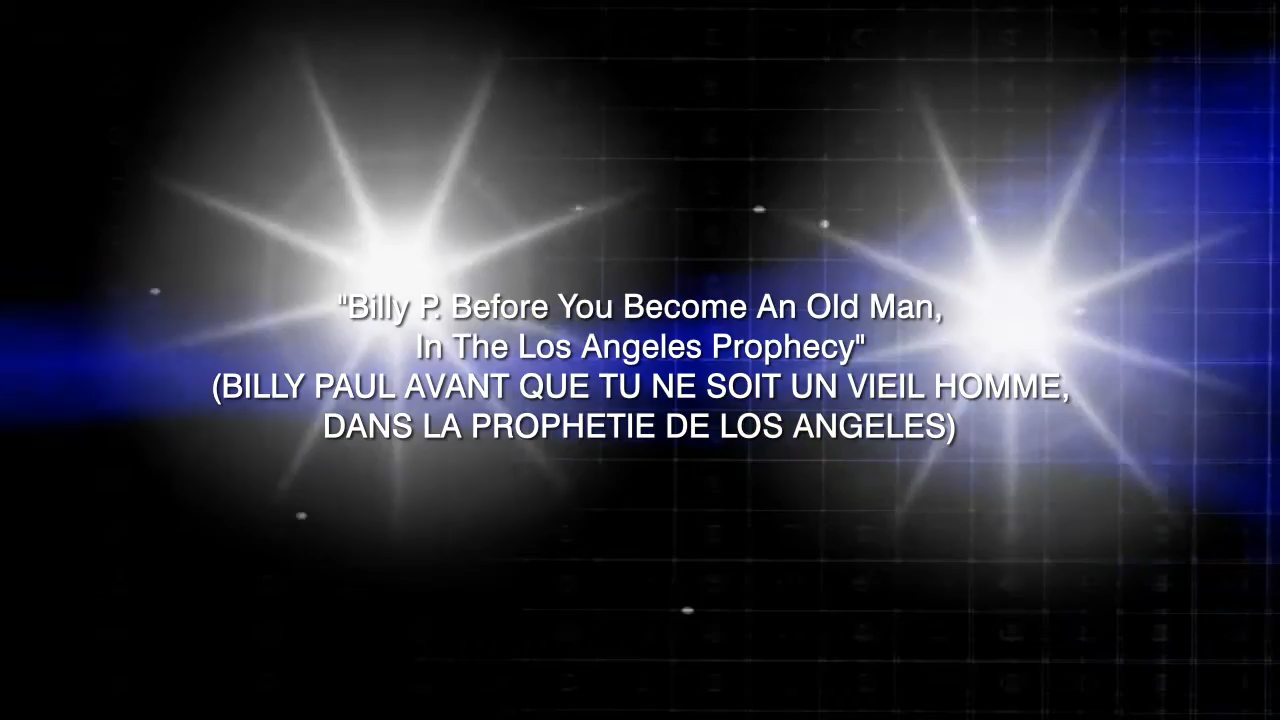 "Billy P. Before You Become An Old Man,
In The Los Angeles Prophecy"
(BILLY PAUL AVANT QUE TU NE SOIT UN VIEIL HOMME,
DANS LA PROPHETIE DE LOS ANGELES)